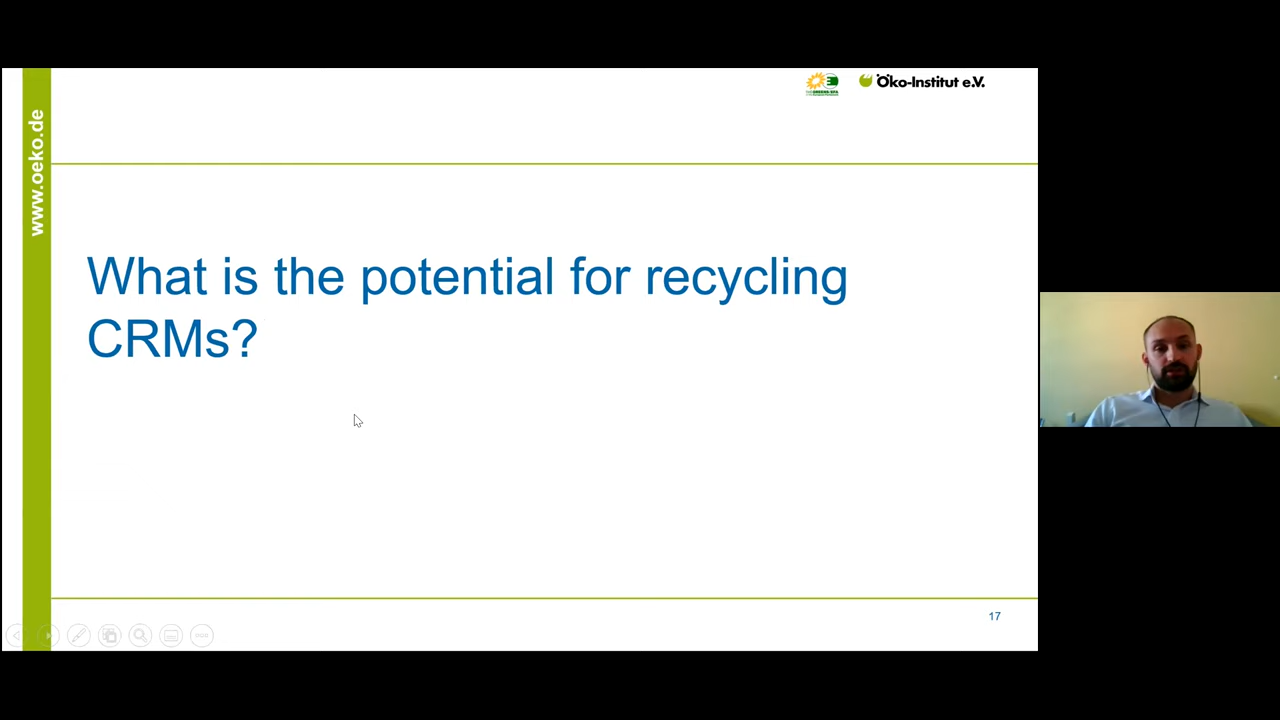 Öko-Institut e.V.
www.oeko.de
What is the potential for recycling
CRMs?
17